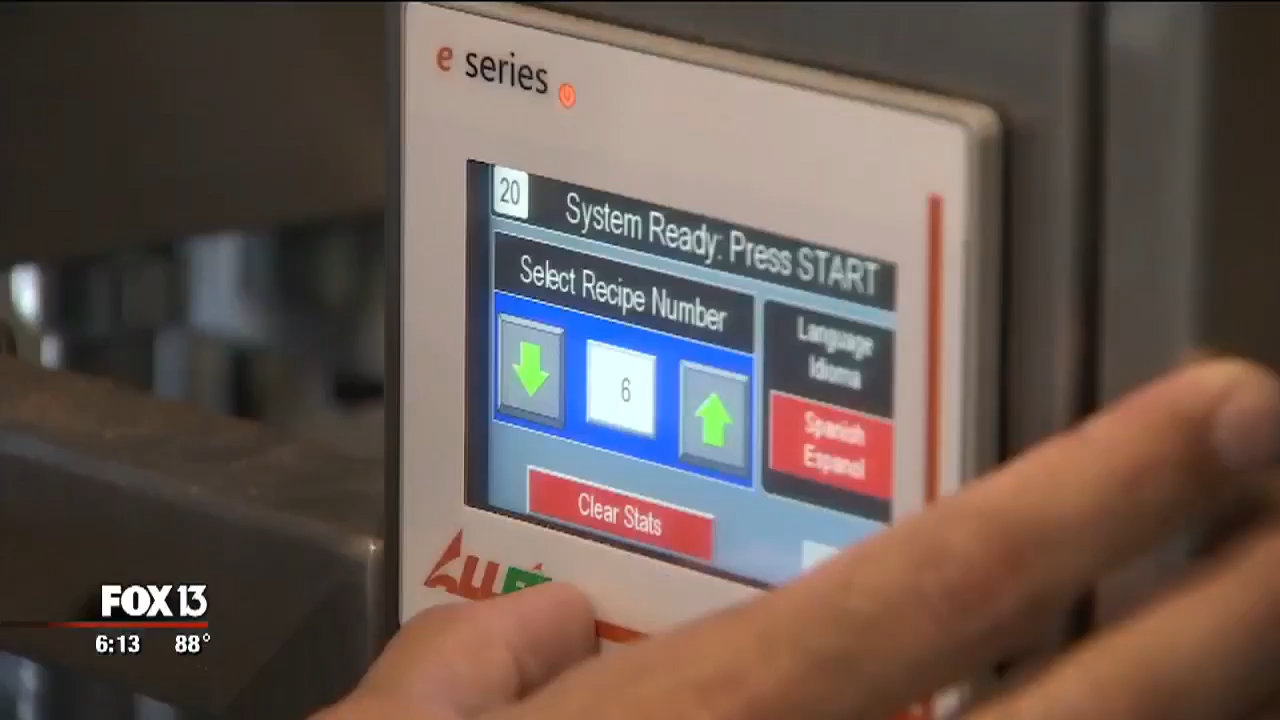 e series
20
System Ready: Press START
Select Recipe Number
6
Language
Idioma
Spanish
Espanol
Clear Stats
FOX 13
6:13 88°